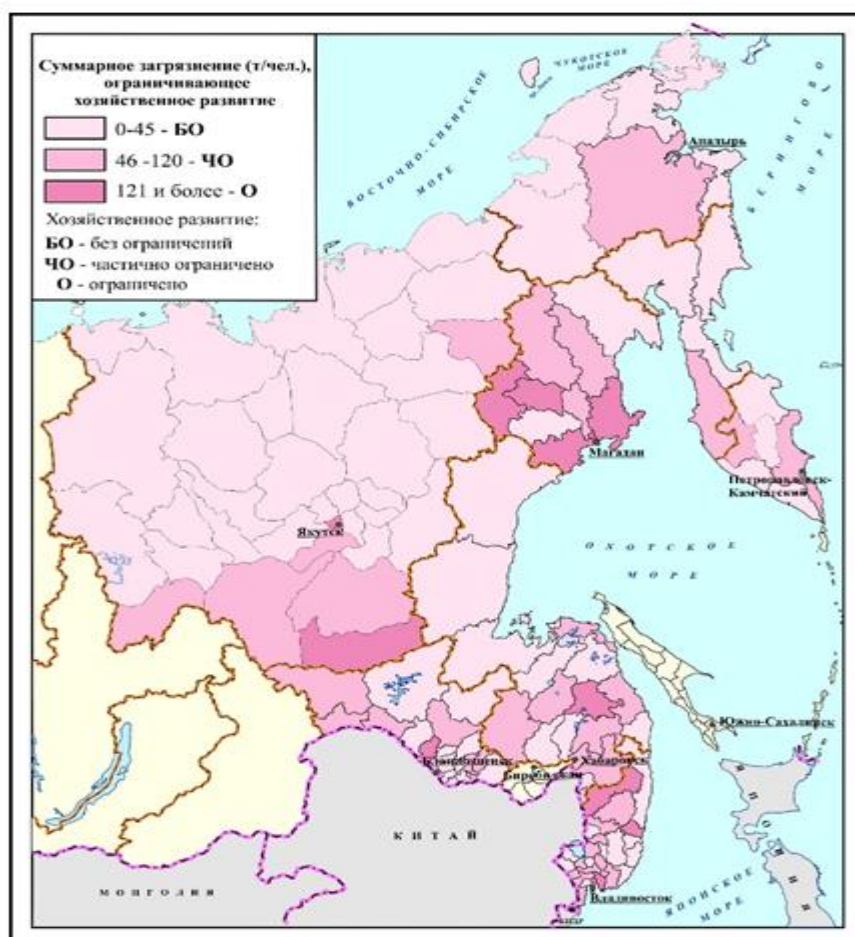 Суммарное загрязнение (т/чел.),
ограничивающее
хозяйственное развитие
0-45 - БО
46 -120 - ЧО
121 и более - О
Хозяйственное развитие:
БО - без ограничений
ЧО - частично ограничено
О - ограничено
ЧУКОТСКОЕ
МОРЕ
ВОСТОЧНО-СИБИРСКОЕ
МОРЕ
Анадырь
БЕРИНГОВО
МОРЕ
Магадан
Петропавловск-
Камчатский
Якутск
ОХОТСКОЕ
МОРЕ
Южно-Сахалинск
Благовещенск
Биробиджан
Хабаровск
КИТАЙ
МОНГОЛИЯ
Владивосток
ЯПОНСКОЕ
МОРЕ
ЯПОНИЯ